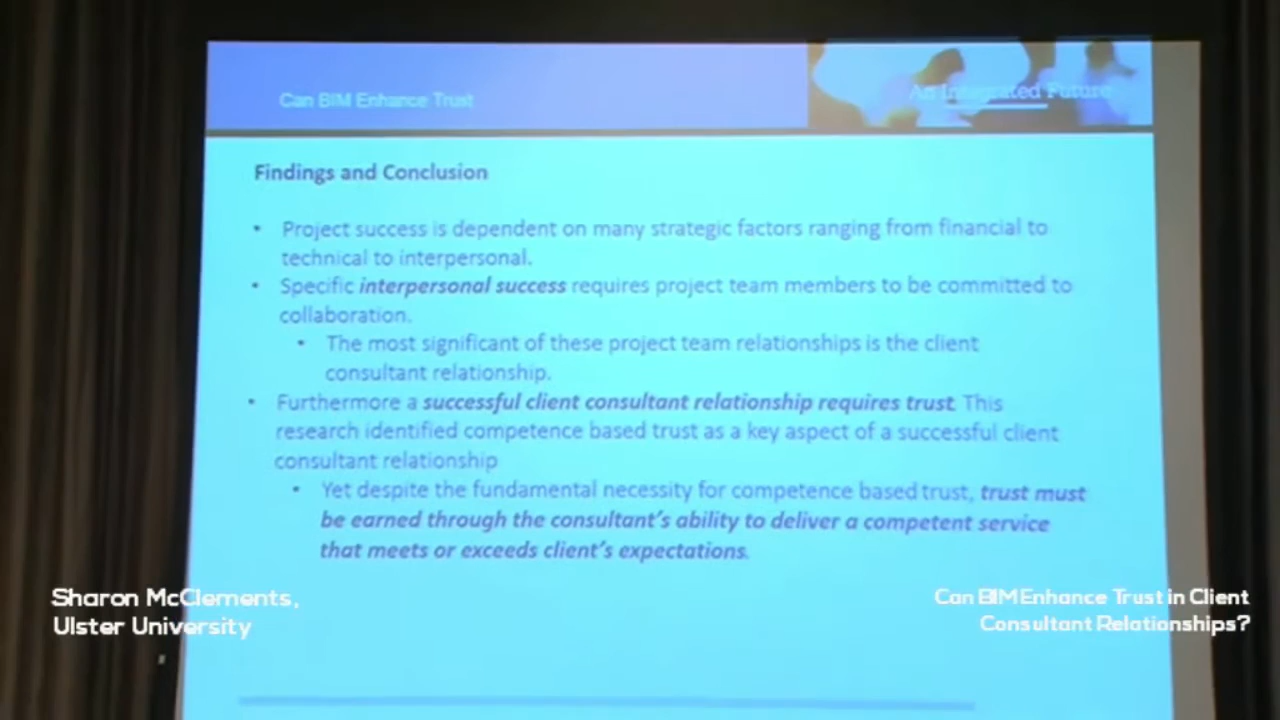 Can BIM Enhance Trust
An Integrated Future
Findings and Conclusion
• Project success is dependent on many strategic factors ranging from financial to
technical to interpersonal.
• Specific interpersonal success requires project team members to be committed to
collaboration.
• The most significant of these project team relationships is the client
consultant relationship.
• Furthermore a successful client consultant relationship requires trust. This
research identified competence based trust as a key aspect of a successful client
consultant relationship
• Yet despite the fundamental necessity for competence based trust, trust must
be earned through the consultant's ability to deliver a competent service
that meets or exceeds client's expectations.
Sharon McClements,
Ulster University
Can BIM Enhance Trust in Client
Consultant Relationships?